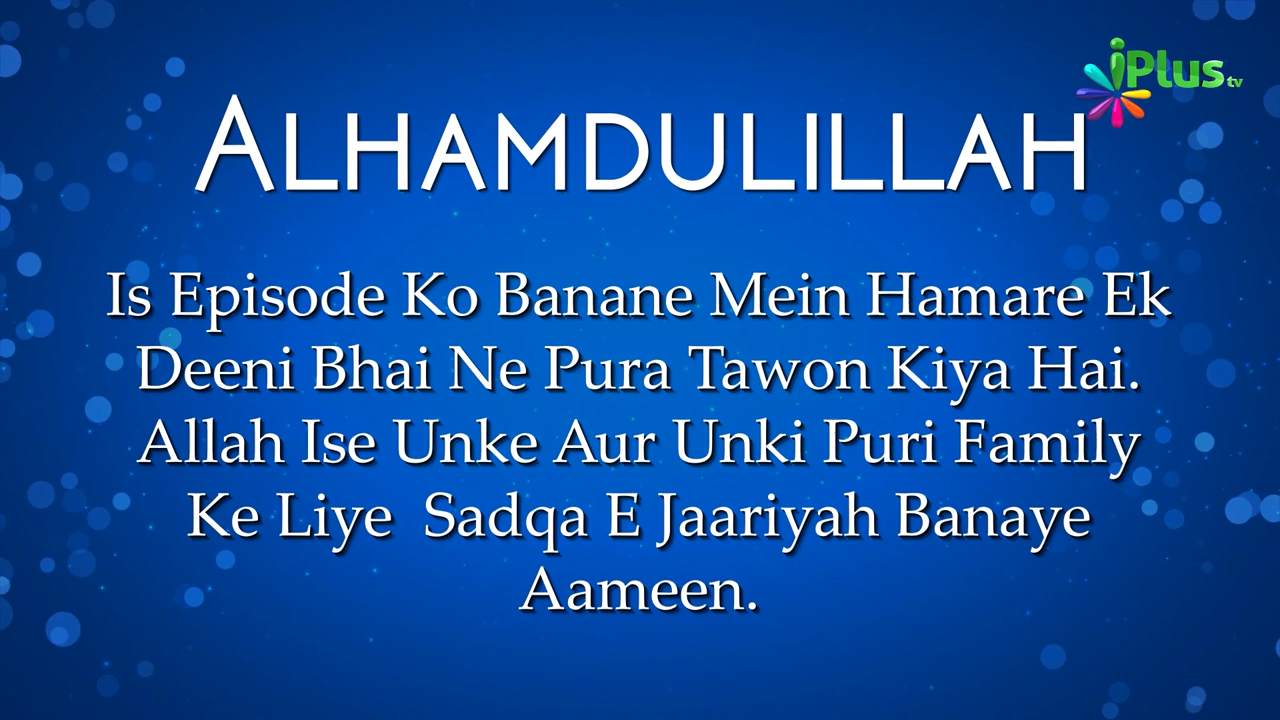 iPlus tv
ALHAMDULILLAH
Is Episode Ko Banane Mein Hamare Ek
Deeni Bhai Ne Pura Tawon Kiya Hai.
Allah Ise Unke Aur Unki Puri Family
Ke Liye  Sadqa E Jaariyah Banaye
Aameen.